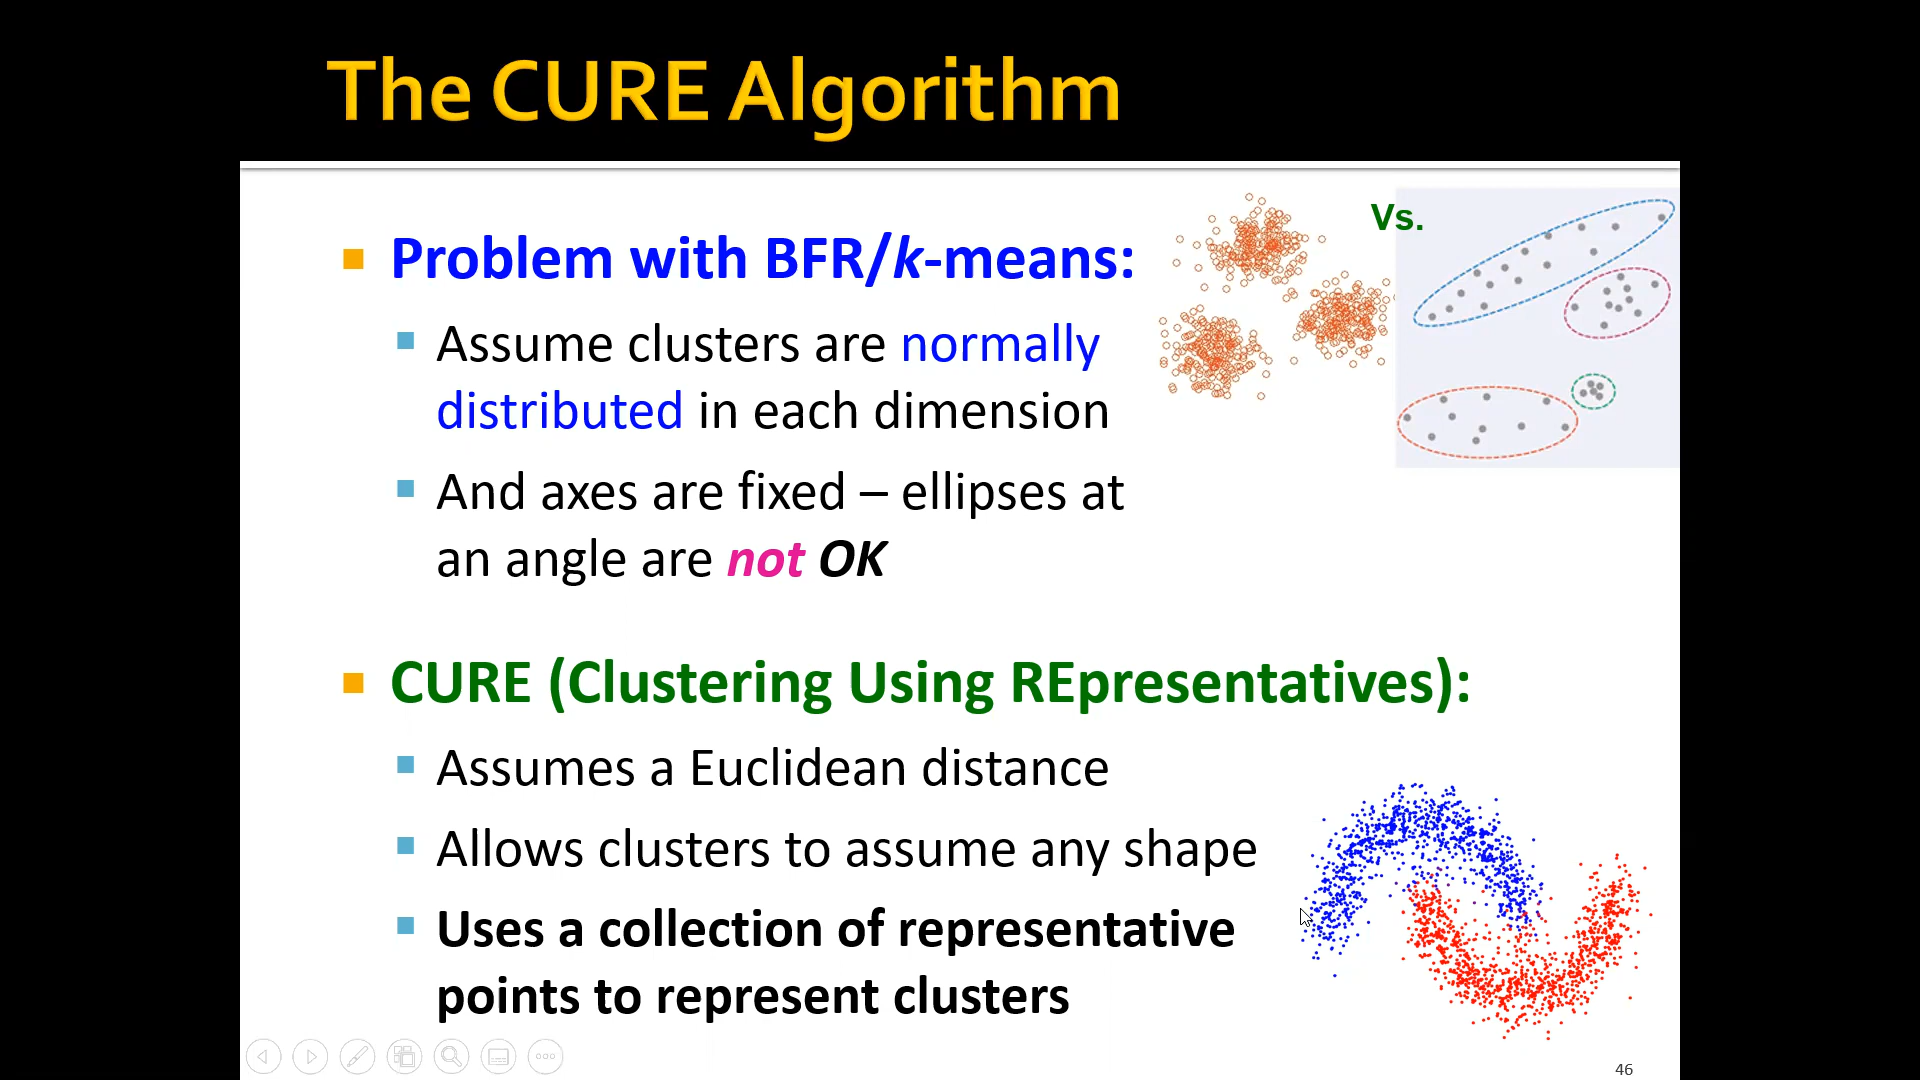 The CURE Algorithm
Vs.
Problem with BFR/k-means:
Assume clusters are normally
distributed in each dimension
And axes are fixed – ellipses at
an angle are not OK
CURE (Clustering Using REpresentatives):
Assumes a Euclidean distance
Allows clusters to assume any shape
Uses a collection of representative
points to represent clusters
46